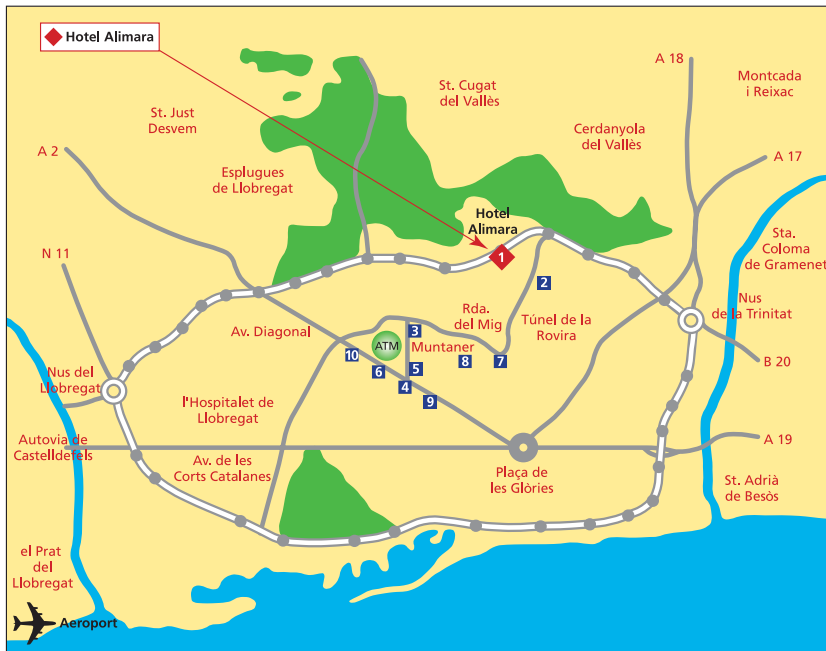 Hotel Alimara
A 18
Montcada
i Reixac
St. Cugat
del Vallès
St. Just
Desvem
Cerdanyola
del Vallès
A 2
A 17
Esplugues
de Llobregat
Hotel
Alimara
1
Sta.
Coloma
de Gramenet
N 11
2
Nus
de la Trinitat
Rda.
del Mig
Túnel de la
Rovira
Av. Diagonal
3
ATM
Muntaner
10
8
7
B 20
6
5
4
9
Nus del
Llobregat
l'Hospitalet de
Llobregat
Autovia de
Castelldefels
A 19
Av. de les
Corts Catalanes
Plaça de
les Glòries
St. Adrià
de Besòs
el Prat
del
Llobregat
Aeroport